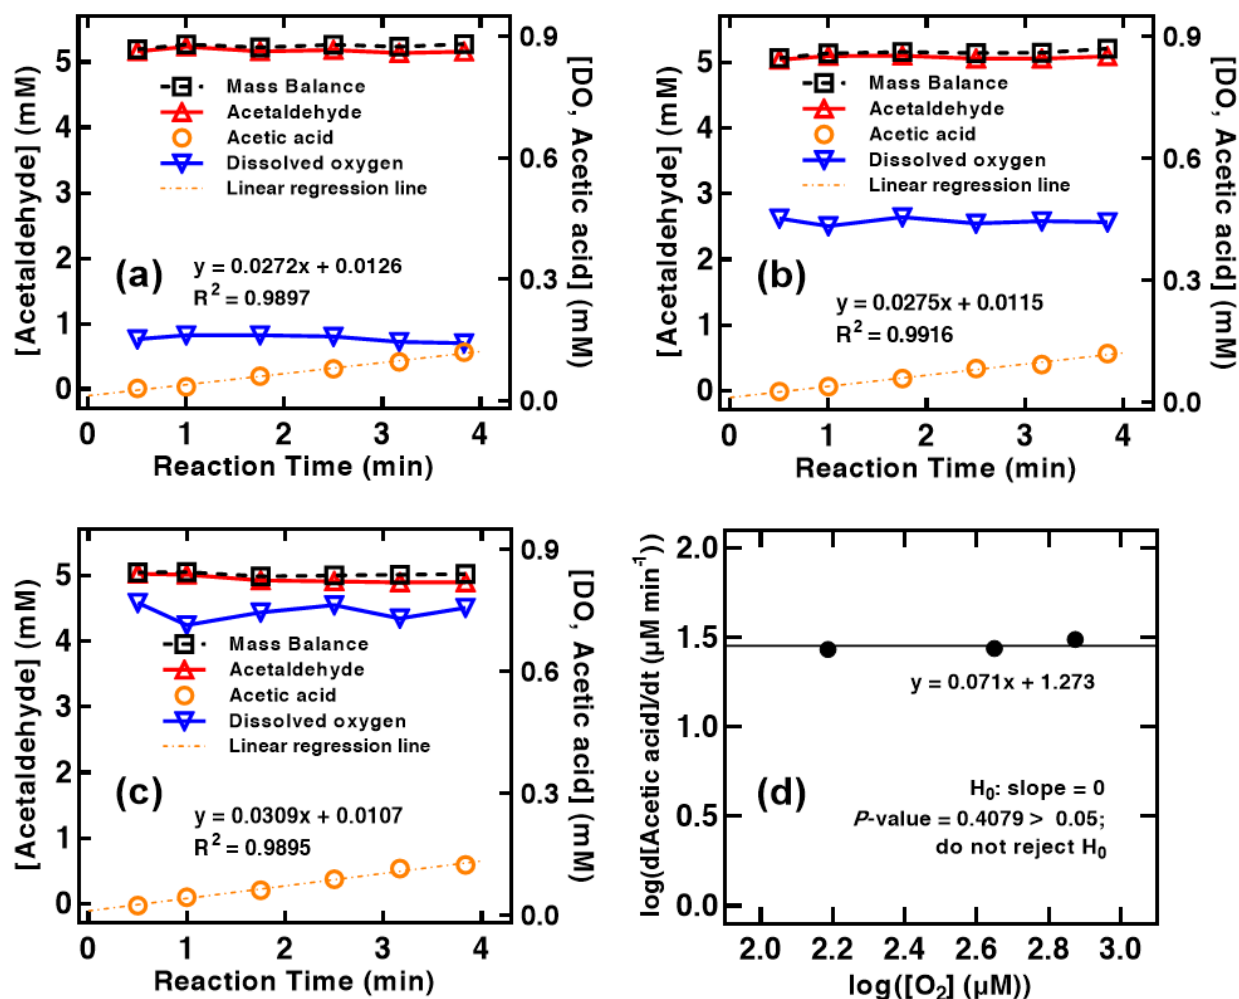 [Acetaldehyde] (mM)
5
4
3
2
1
0
Mass Balance
Acetaldehyde
Acetic acid
Dissolved oxygen
Linear regression line
(a)
y = 0.0272x + 0.0126
R² = 0.9897
0.9
0.6
0.3
0.0
[DO, Acetic acid] (mM)
0 1 2 3 4
Reaction Time (min)
[Acetaldehyde] (mM)
5
4
3
2
1
0
Mass Balance
Acetaldehyde
Acetic acid
Dissolved oxygen
Linear regression line
(b)
y = 0.0275x + 0.0115
R² = 0.9916
0.9
0.6
0.3
0.0
[DO, Acetic acid] (mM)
0 1 2 3 4
Reaction Time (min)
[Acetaldehyde] (mM)
5
4
3
2
1
0
Mass Balance
Acetaldehyde
Acetic acid
Dissolved oxygen
Linear regression line
(c)
y = 0.0309x + 0.0107
R² = 0.9895
0.9
0.6
0.3
0.0
[DO, Acetic acid] (mM)
0 1 2 3 4
Reaction Time (min)
log(d[Acetic acid]/dt (µM min⁻¹))
2.0
1.5
1.0
0.5
0.0
y = 0.071x + 1.273
(d)
H₀: slope = 0
P-value = 0.4079 > 0.05;
do not reject H₀
2.0 2.2 2.4 2.6 2.8 3.0
log([O₂] (µM))